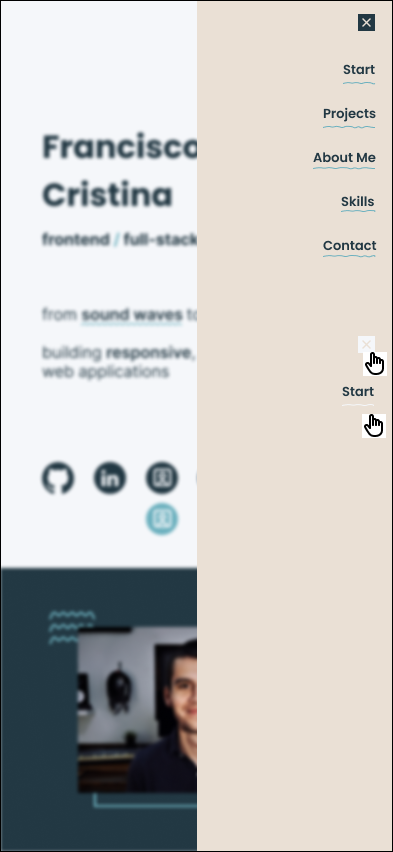 Start
Projects
About Me
Skills
Contact
Start
Francisco
Cristina
frontend / full-stack
from sound waves to
building responsive,
web applications
in